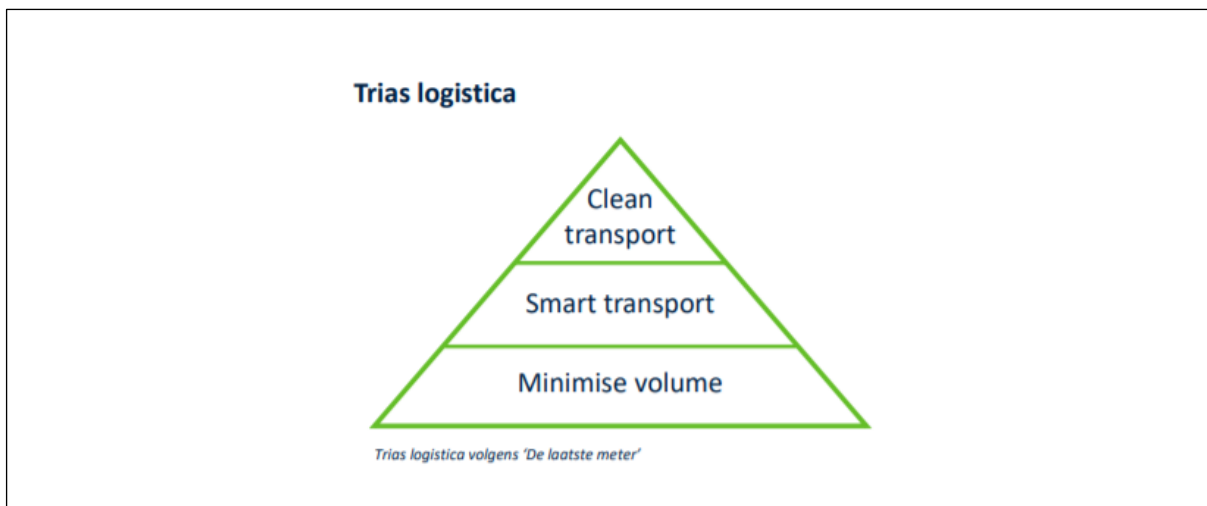 Trias logistica
Clean
transport
Smart transport
Minimise volume
Trias logistica volgens ‘De laatste meter’